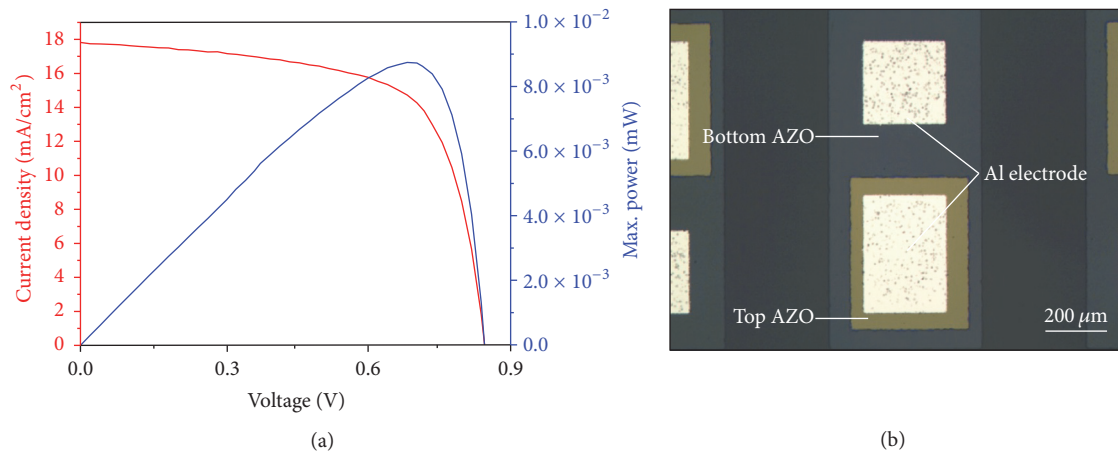 Current density (mA/cm²)
18
16
14
12
10
8
6
4
2
0
0.0
0.3
0.6
0.9
Voltage (V)
1.0 × 10⁻²
8.0 × 10⁻³
6.0 × 10⁻³
4.0 × 10⁻³
2.0 × 10⁻³
0.0
Max. power (mW)
(a)
Bottom AZO
Al electrode
Top AZO
200 μm
(b)